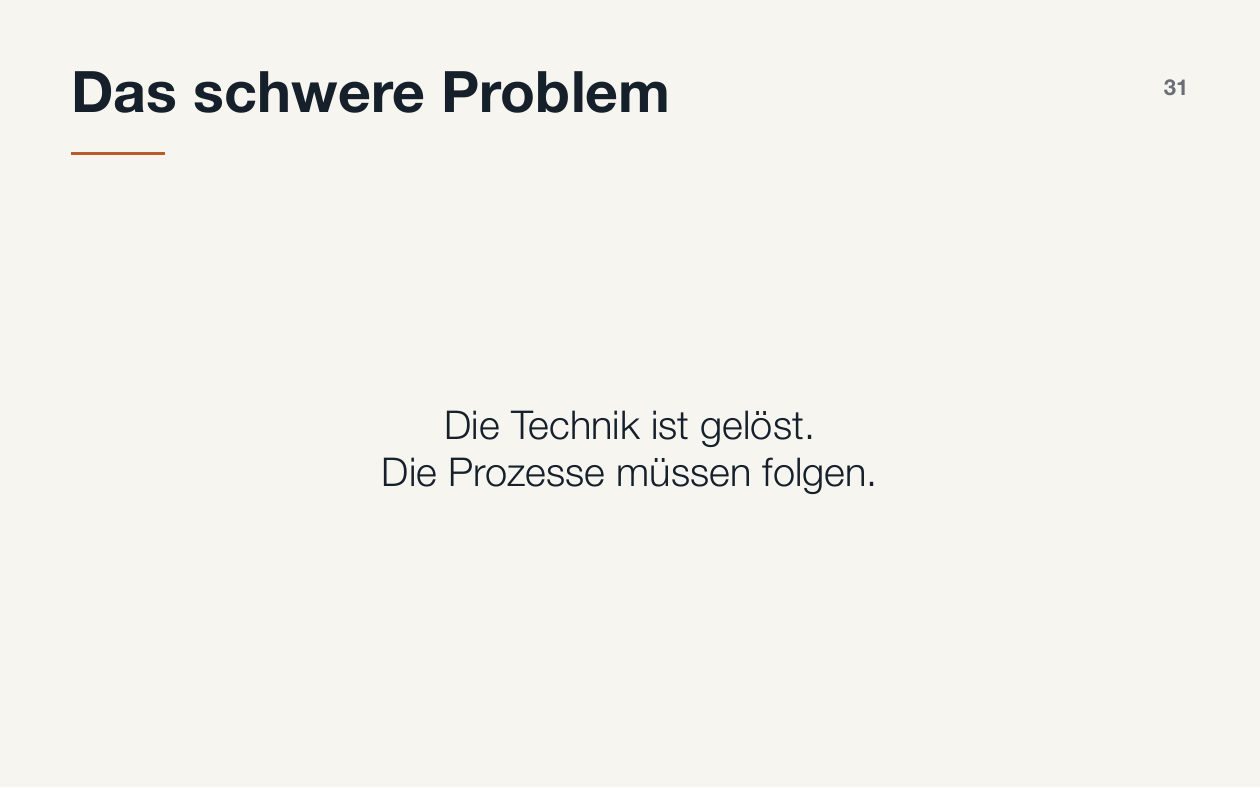 Das schwere Problem
31
Die Technik ist gelöst.
Die Prozesse müssen folgen.